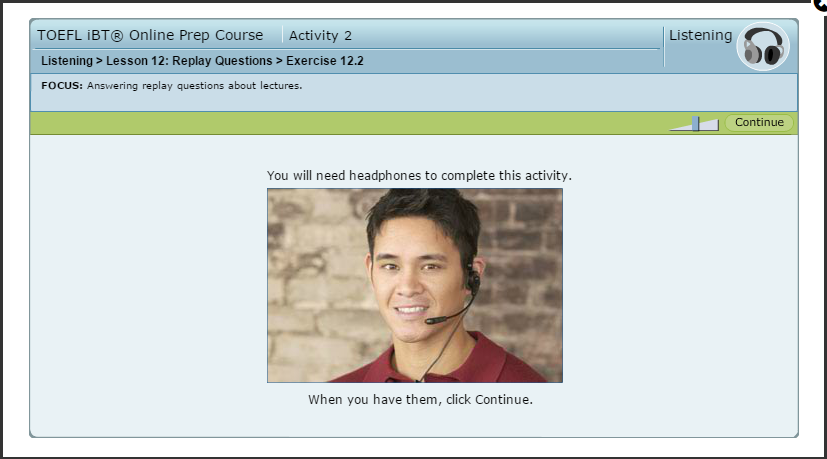 TOEFL iBT® Online Prep Course Activity 2 Listening
Listening > Lesson 12: Replay Questions > Exercise 12.2
FOCUS: Answering replay questions about lectures.
Continue
You will need headphones to complete this activity.
When you have them, click Continue.